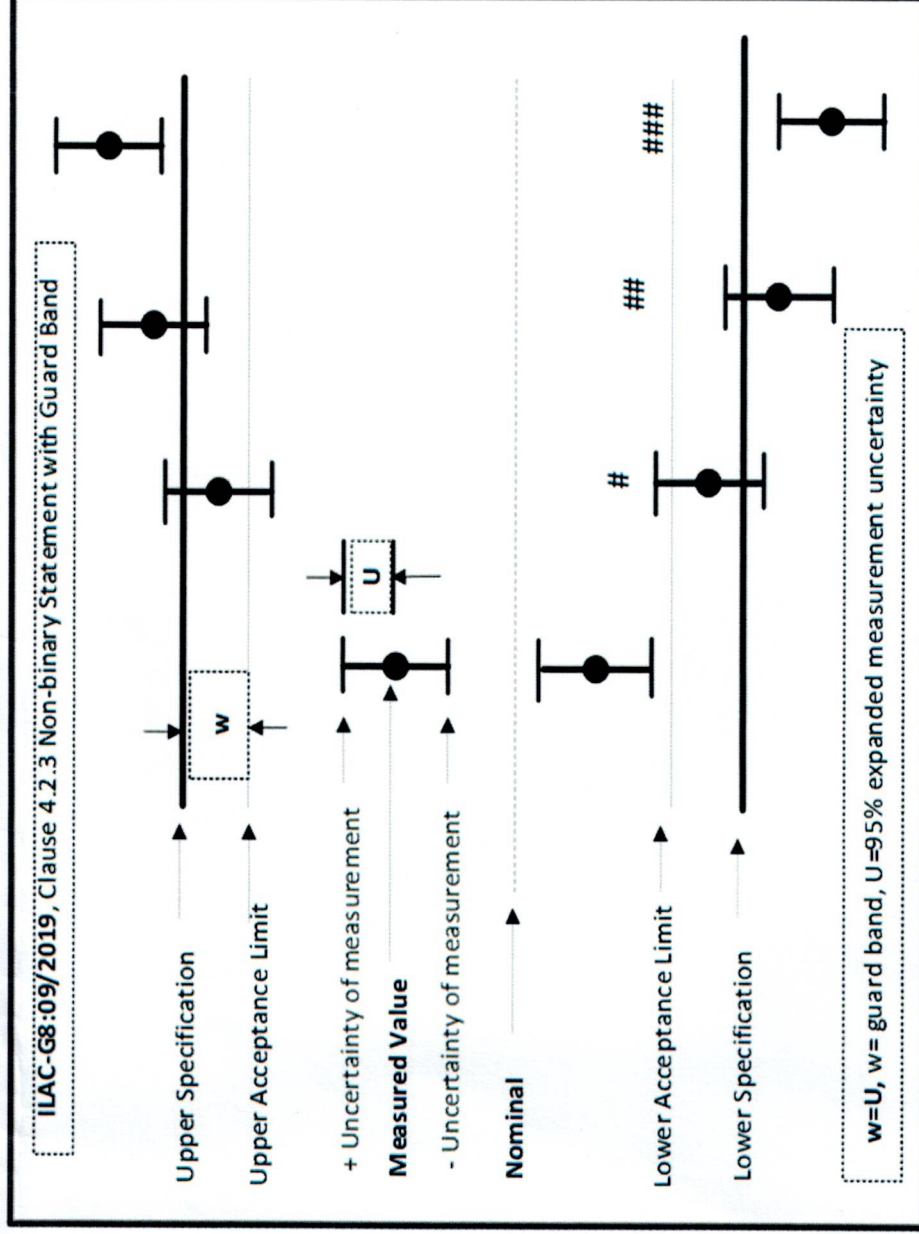 ILAC-G8:09/2019, Clause 4.2.3 Non-binary Statement with Guard Band
Upper Specification
w
Upper Acceptance Limit
+ Uncertainty of measurement
U
Measured Value
- Uncertainty of measurement
Nominal
#
##
###
Lower Acceptance Limit
Lower Specification
w=U, w= guard band, U=95% expanded measurement uncertainty